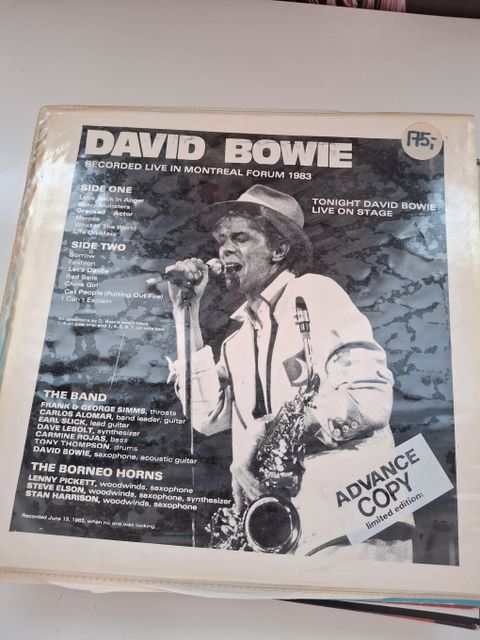 175,-
DAVID BOWIE
RECORDED LIVE IN MONTREAL FORUM 1983
TONIGHT DAVID BOWIE
LIVE ON STAGE
SIDE ONE
Look Back In Anger
Scary Monsters
Cracked Actor
Heroes
What In The World
Life On Mars
SIDE TWO
Sorrow
Fashion
Let's Dance
Red Sails
China Girl
Cat People (Putting Out Fire)
I Can't Explain
THE BAND
FRANK & GEORGE SIMMS, throats
CARLOS ALOMAR, band leader, guitar
EARL SLICK, lead guitar
DAVE LEBOLT, synthesizer
CARMINE ROJAS, bass
TONY THOMPSON, drums
DAVID BOWIE, saxophone, acoustic guitar
THE BORNEO HORNS
LENNY PICKETT, woodwinds, saxophone
STEVE ELSON, woodwinds, saxophone, synthesizer
STAN HARRISON, woodwinds, saxophone
Recorded June 12, 1983, when no one was looking
ADVANCE
COPY
limited edition: